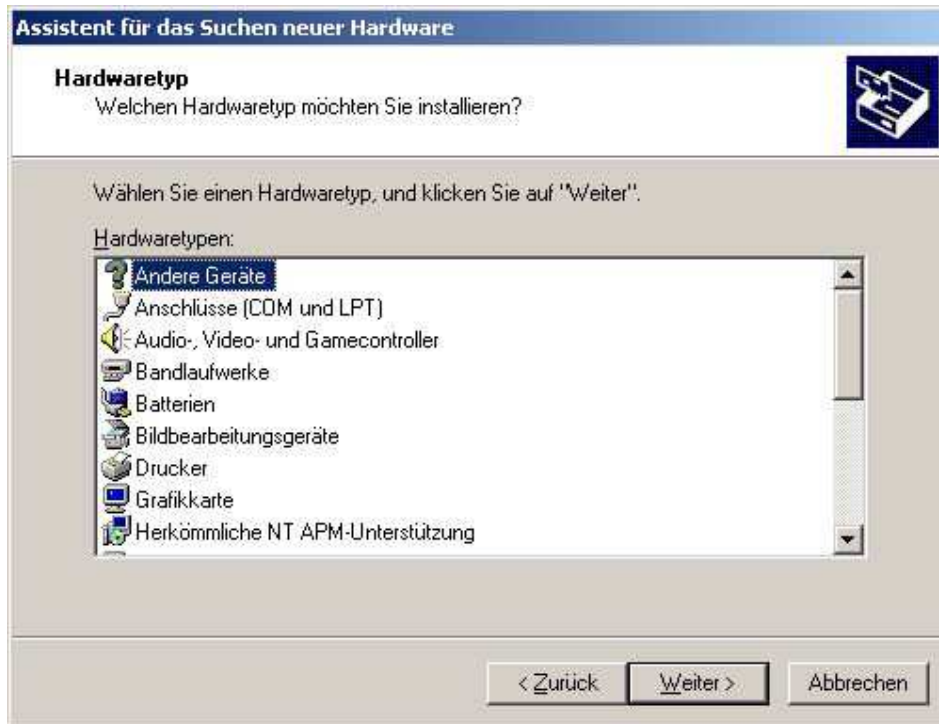 Assistent für das Suchen neuer Hardware
Hardwaretyp
Welchen Hardwaretyp möchten Sie installieren?
Wählen Sie einen Hardwaretyp, und klicken Sie auf "Weiter".
Hardwaretypen:
Andere Geräte
Anschlüsse (COM und LPT)
Audio-, Video- und Gamecontroller
Bandlaufwerke
Batterien
Bildbearbeitungsgeräte
Drucker
Grafikkarte
Herkömmliche NT APM-Unterstützung
< Zurück
Weiter >
Abbrechen